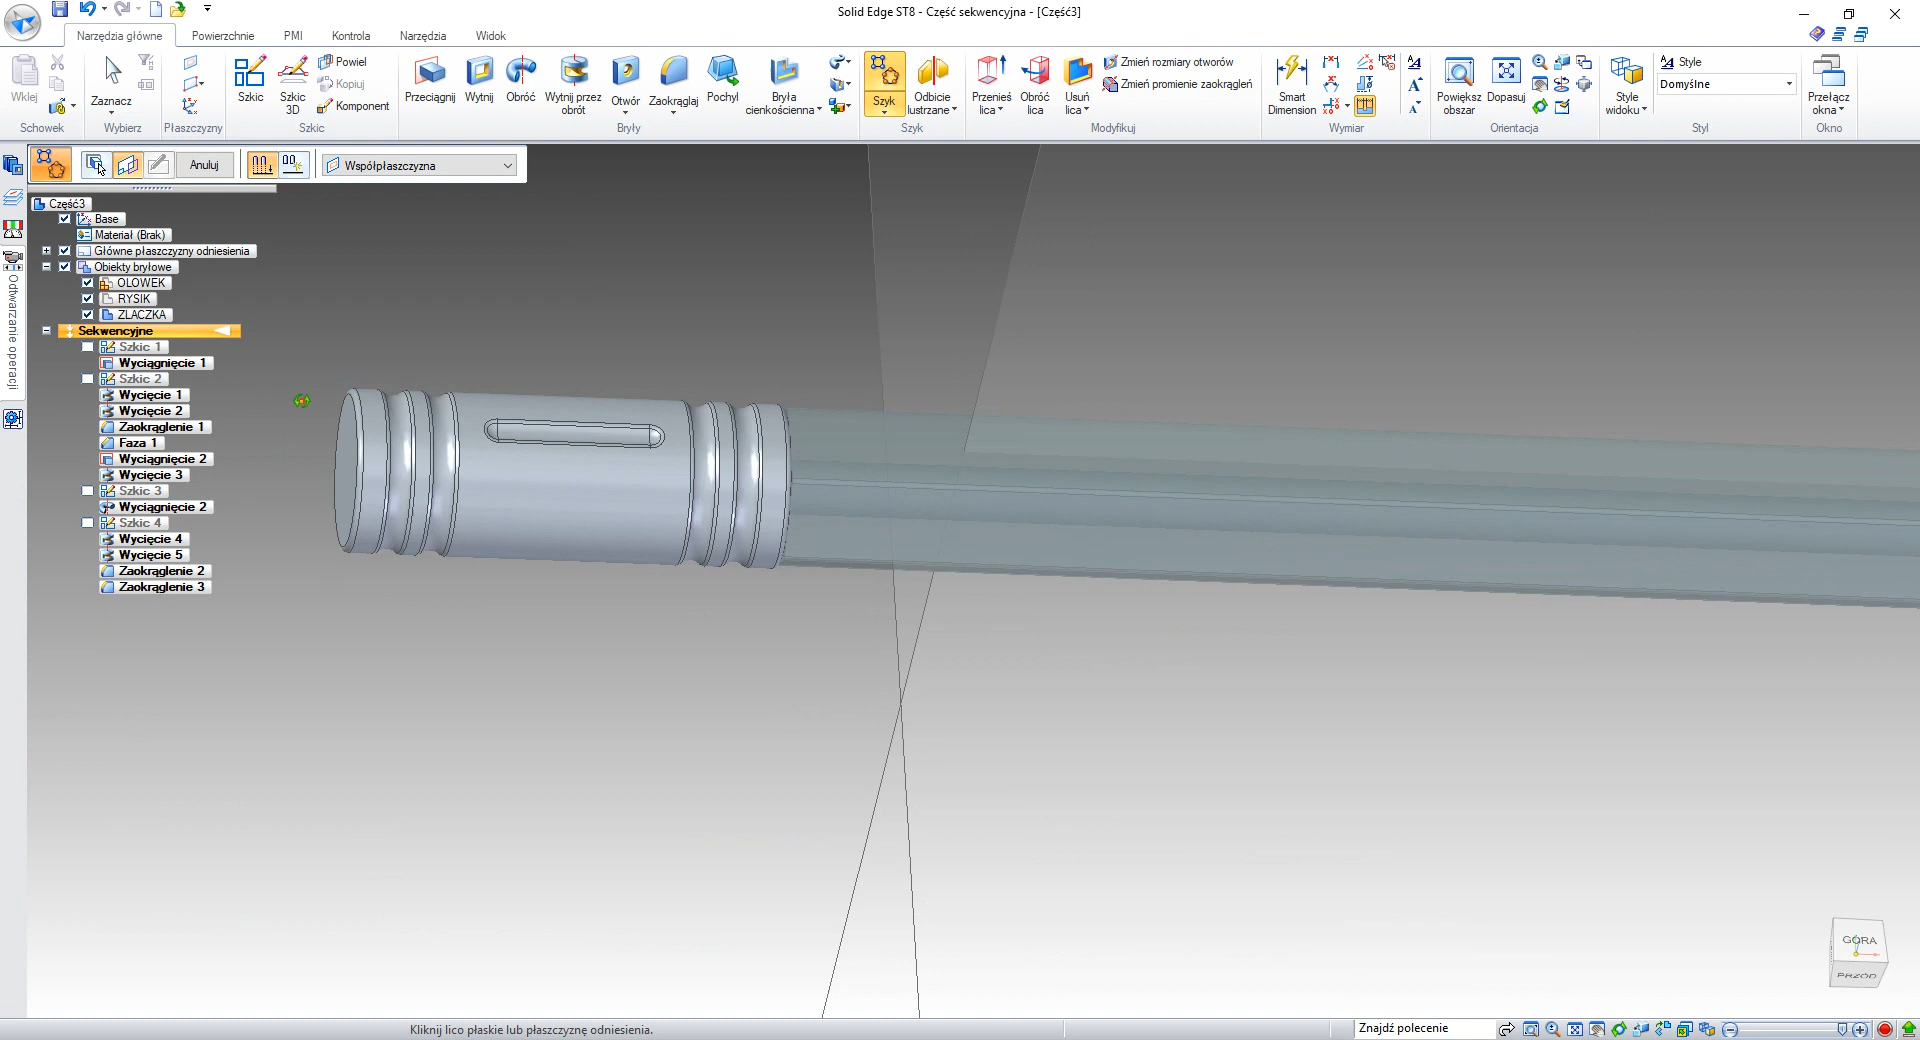 Solid Edge ST8 - Część sekwencyjna - [Część3]
Narzędzia główne Powierzchnie PMI Kontrola Narzędzia Widok
Wklej
Schowek
Zaznacz
Wybierz
Płaszczyzny
Szkic
Szkic 3D
Powiel
Kopiuj
Komponent
Szkic
Przeciągnij
Wytnij
Obróć
Wytnij przez obrót
Otwór
Zaokrąglaj
Pochyl
Bryła cienkościenna
Bryły
Szyk
Odbicie lustrzane
Szyk
Przenieś lica
Obróć lica
Usuń lica
Zmień rozmiary otworów
Zmień promienie zaokrągleń
Modyfikuj
Smart Dimension
Wymiar
Powiększ obszar
Dopasuj
Orientacja
Style widoku
Style
Domyślne
Styl
Przełącz okna
Okno
Anuluj
Współpłaszczyzna
Odtwarzanie operacji
Część3
Base
Materiał (Brak)
Główne płaszczyzny odniesienia
Obiekty bryłowe
OLOWEK
RYSIK
ZLACZKA
Sekwencyjne
Szkic 1
Wyciągnięcie 1
Szkic 2
Wycięcie 1
Wycięcie 2
Zaokrąglenie 1
Faza 1
Wyciągnięcie 2
Wycięcie 3
Szkic 3
Wyciągnięcie 2
Szkic 4
Wycięcie 4
Wycięcie 5
Zaokrąglenie 2
Zaokrąglenie 3
GÓRA
PRZÓD
Kliknij lico płaskie lub płaszczyznę odniesienia.
Znajdź polecenie